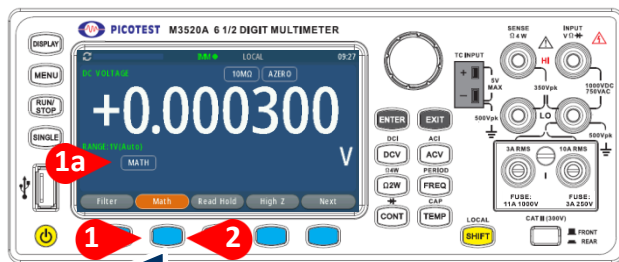 PICOTEST M3520A 6 1/2 DIGIT MULTIMETER
DISPLAY
MENU
RUN/
STOP
SINGLE
LOCAL
09:27
DC VOLTAGE
10MΩ
AZERO
+0.000300
V
RANGE:1V(Auto)
MATH
1a
Filter
Math
Read Hold
High Z
Next
1
2
ENTER
EXIT
DCI
ACI
DCV
ACV
Ω4W
PERIOD
Ω2W
FREQ
CAP
CONT
TEMP
LOCAL
SHIFT
TC INPUT
+
-
5V
MAX
SENSE
Ω 4 W
INPUT
V Ω
HI
350Vpk
1000VDC
750VAC
500Vpk
LO
500Vpk
3A RMS
10A RMS
I
FUSE:
11A 1000V
FUSE:
3A 250V
CAT II (300V)
FRONT
REAR